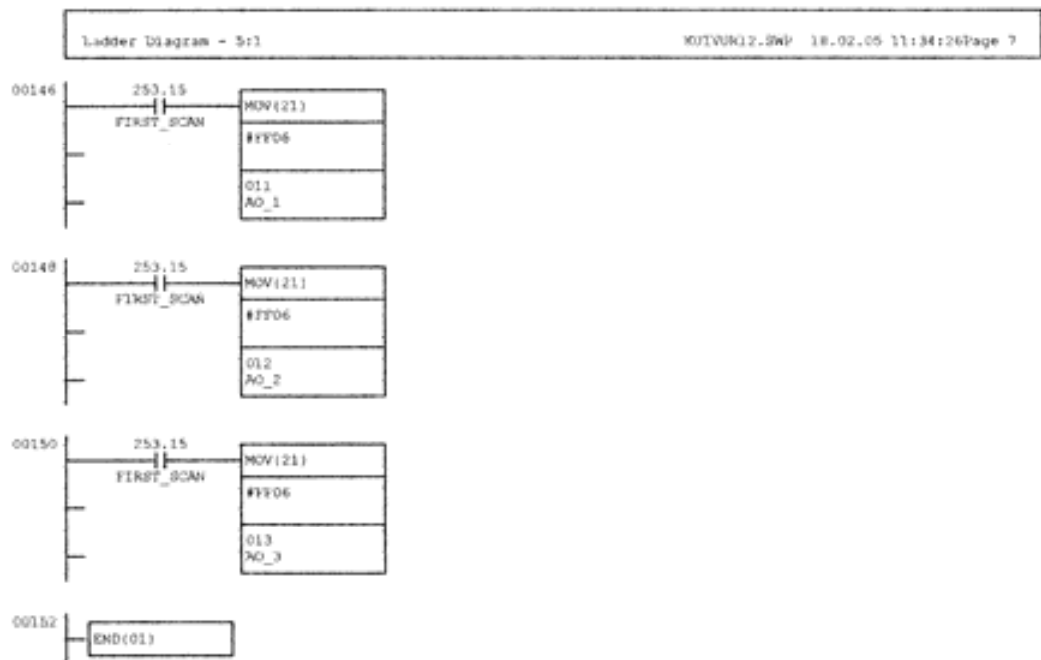 Ladder Diagram - 5:1
KUIVUR12.SWP 18.02.05 11:34:26Page 7
00146
253.15
FIRST_SCAN
MOV(21)
#FF06
011
AO_1
00148
253.15
FIRST_SCAN
MOV(21)
#FF06
012
AO_2
00150
253.15
FIRST_SCAN
MOV(21)
#FF06
013
AO_3
00152
END(01)